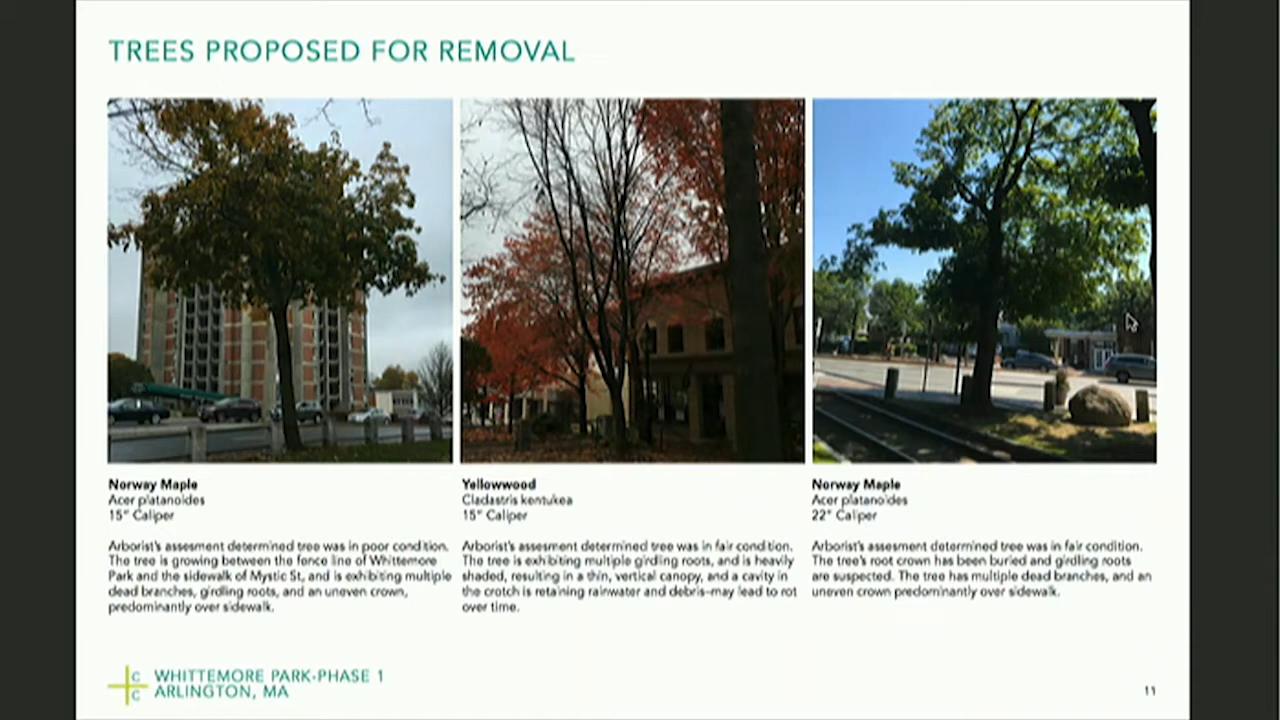 TREES PROPOSED FOR REMOVAL
Norway Maple
Acer platanoides
15" Caliper
Arborist's assesment determined tree was in poor condition.
The tree is growing between the fence line of Whittemore
Park and the sidewalk of Mystic St, and is exhibiting multiple
dead branches, girdling roots, and an uneven crown,
predominantly over sidewalk.
Yellowwood
Cladastris kentukea
15" Caliper
Arborist's assesment determined tree was in fair condition.
The tree is exhibiting multiple girdling roots, and is heavily
shaded, resulting in a thin, vertical canopy, and a cavity in
the crotch is retaining rainwater and debris–may lead to rot
over time.
Norway Maple
Acer platanoides
22" Caliper
Arborist's assesment determined tree was in fair condition.
The tree's root crown has been buried and girdling roots
are suspected. The tree has multiple dead branches, and an
uneven crown predominantly over sidewalk.
C
C
WHITTEMORE PARK-PHASE 1
ARLINGTON, MA
11